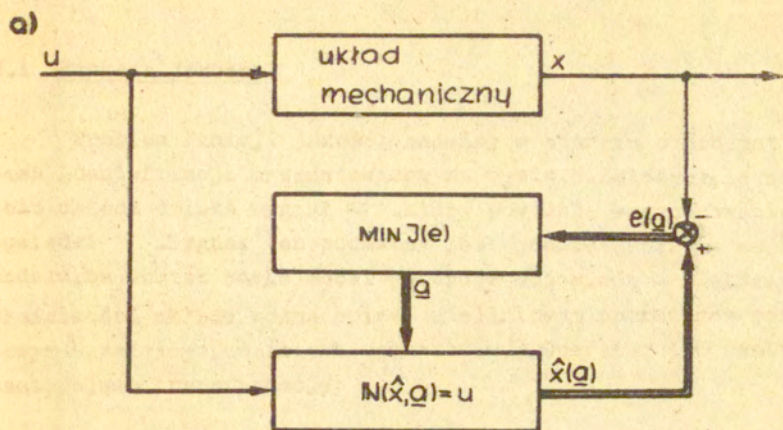 a)
u
układ
mechaniczny
x
-
e(a)
+
MIN J(e)
a
x̂(a)
N(x̂,a)=u